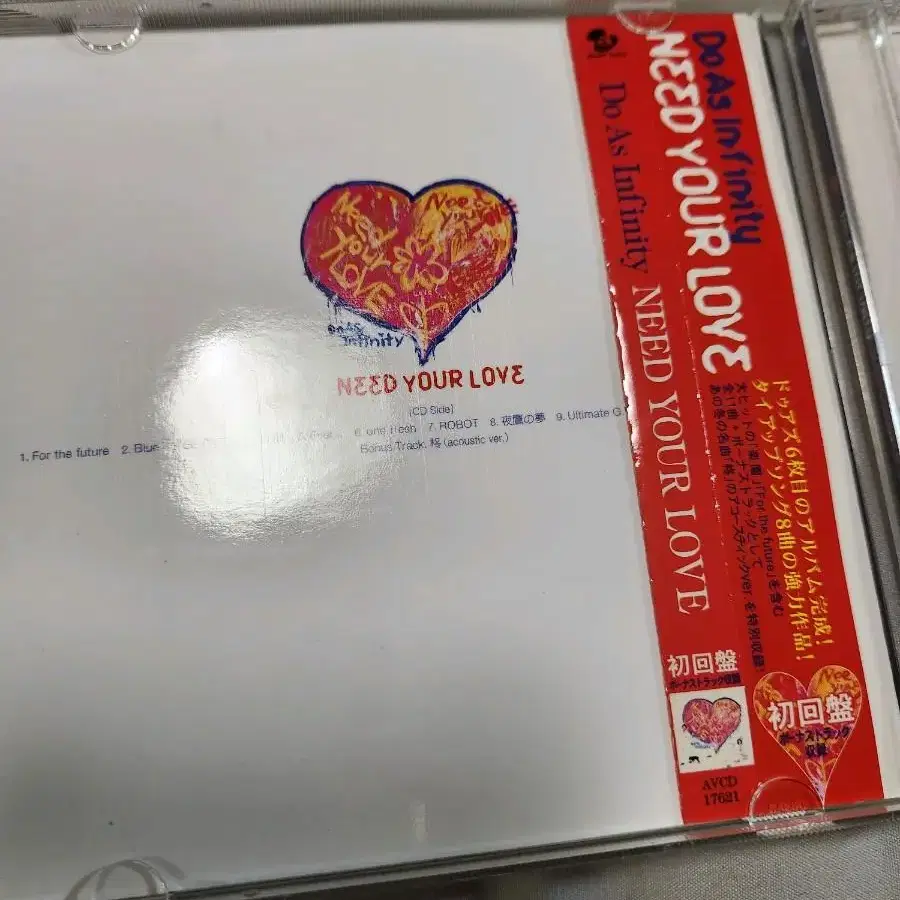 Need
Your
Love
Infinity
NEED YOUR LOVE
[CD Side]
1. For the future 2. Blue 6. one flesh 7. ROBOT 8. 夜鷹の夢 9. Ultimate G
Bonus Track. 柊 (acoustic ver.)
Do As Infinity NEED YOUR LOVE
初回盤
ボーナストラック収録
AVCD
17621
Do As Infinity
NEED YOUR LOVE
ドゥアズ6枚目のアルバム完成!
タイアップソング8曲の強力作品!
大ヒットの「楽園」「For the future」を含む
全11曲+ボーナストラックとして
あの冬の名曲「柊」のアコースティックver.を特別収録!
初回盤
ボーナストラック
収録